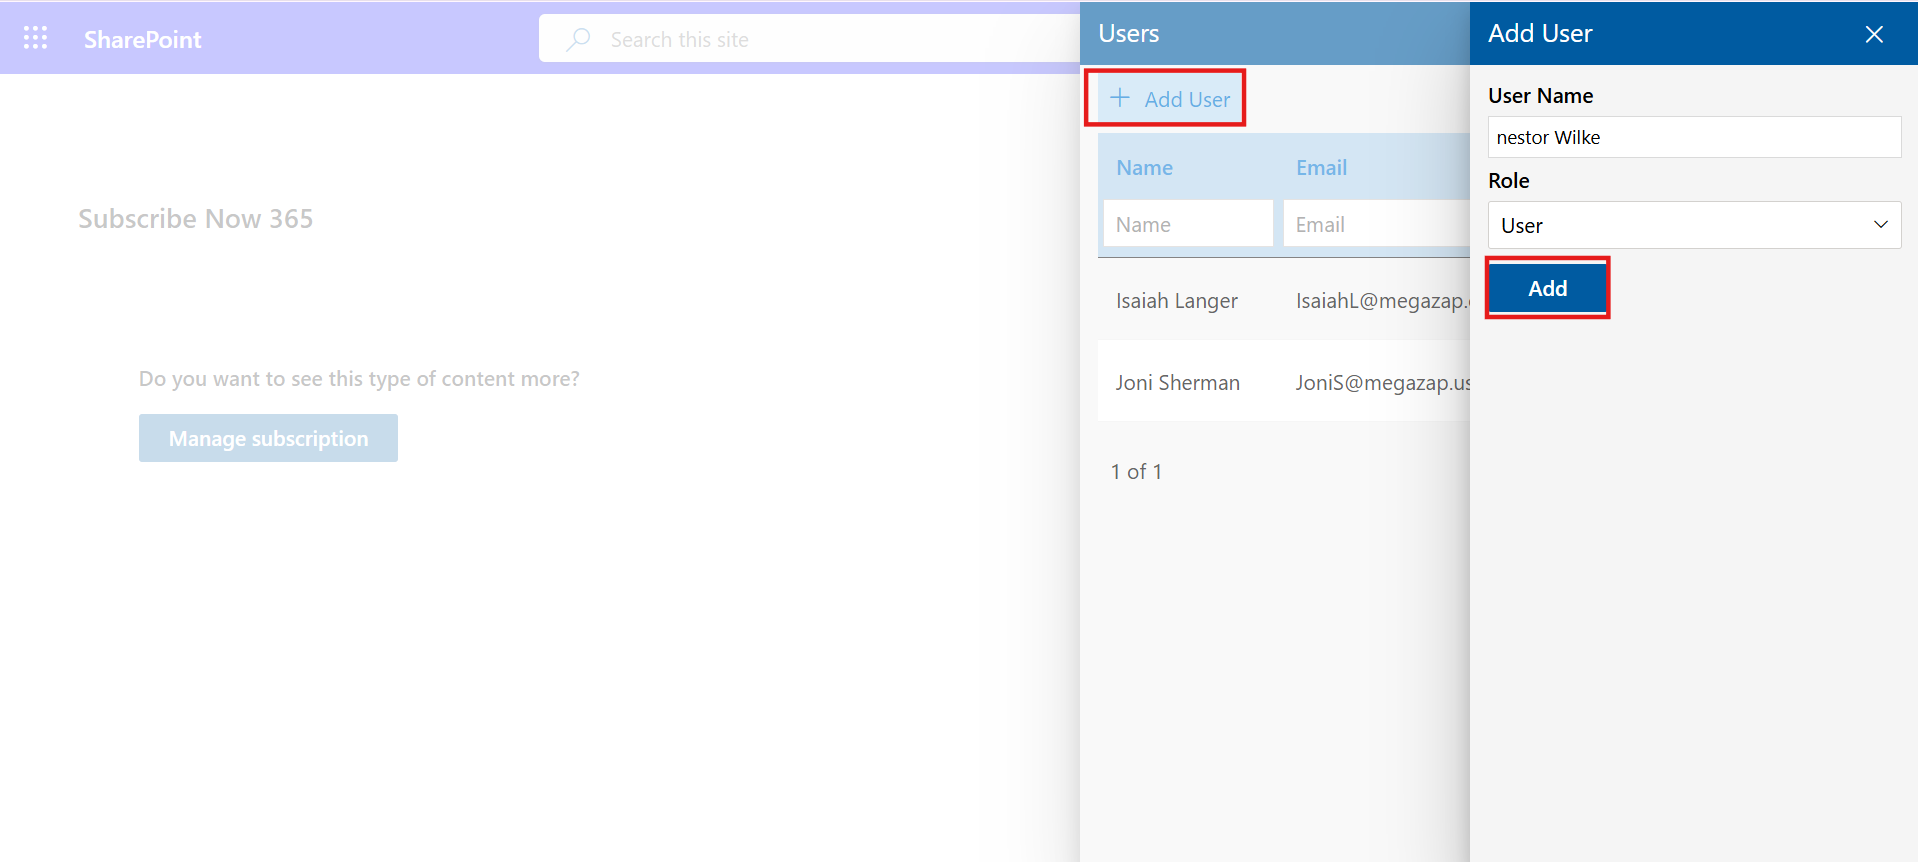 SharePoint
Search this site
Subscribe Now 365
Do you want to see this type of content more?
Manage subscription
Users
Add User
Name Email
Name Email
Isaiah Langer IsaiahL@megazap.
Joni Sherman JoniS@megazap.us
1 of 1
Add User
User Name
nestor Wilke
Role
User
Add